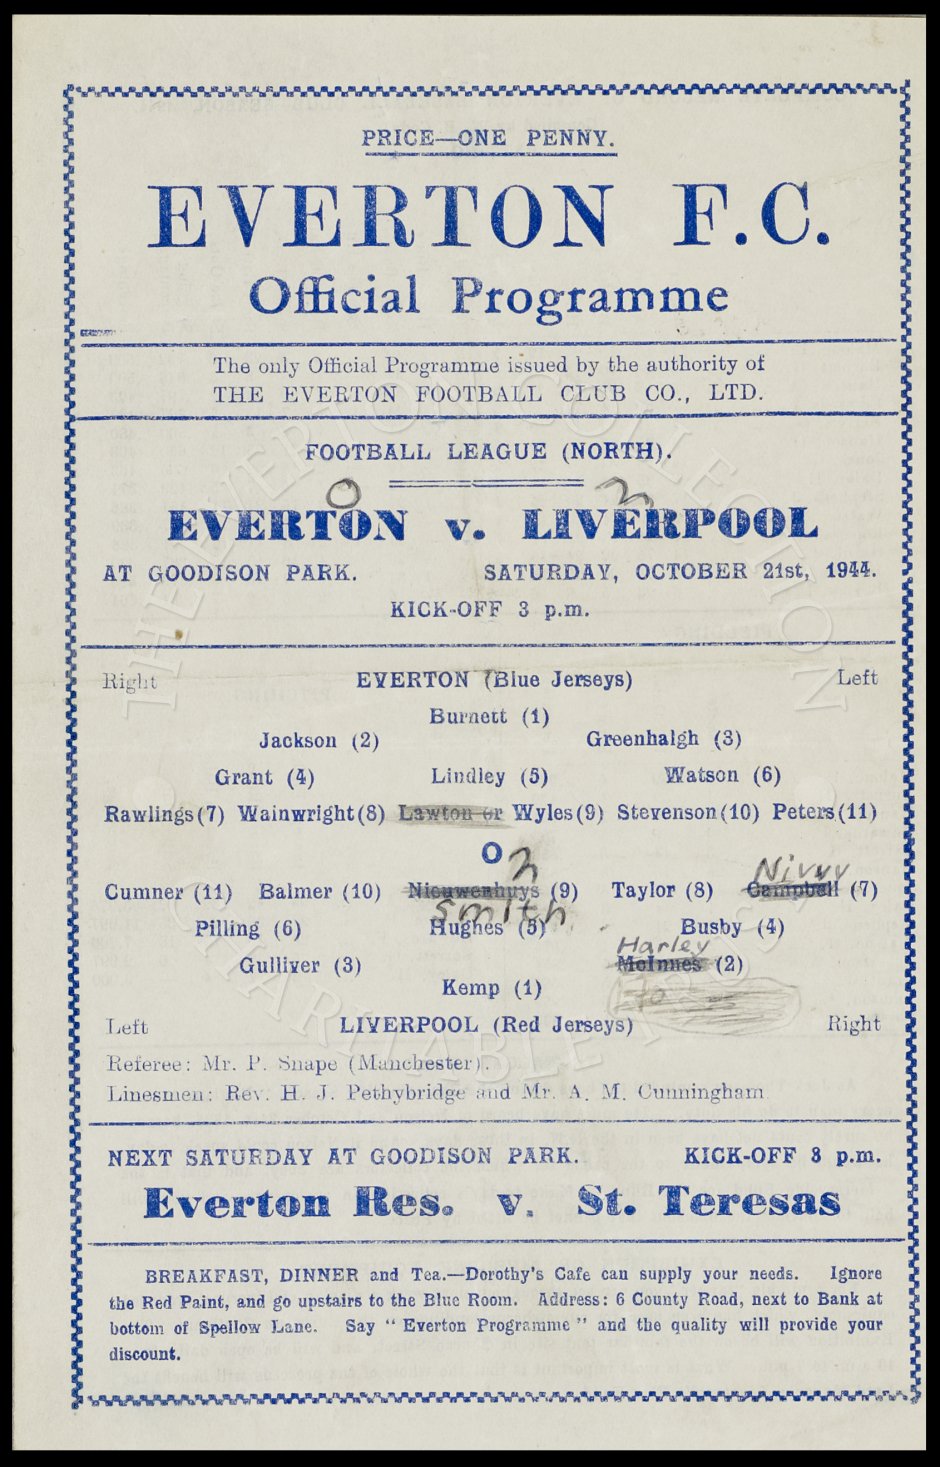 PRICE—ONE PENNY.
EVERTON F.C.
Official Programme
The only Official Programme issued by the authority of
THE EVERTON FOOTBALL CLUB CO., LTD.
FOOTBALL LEAGUE (NORTH).
0 2
EVERTON v. LIVERPOOL
AT GOODISON PARK. SATURDAY, OCTOBER 21st, 1944.
KICK-OFF 3 p.m.
Right EVERTON (Blue Jerseys) Left
Burnett (1)
Jackson (2) Greenhalgh (3)
Grant (4) Lindley (5) Watson (6)
Rawlings (7) Wainwright (8) Lawton or Wyles (9) Stevenson (10) Peters (11)
O 2
Nivvy
Cumner (11) Balmer (10) Nieuwenhuys (9) Taylor (8) Campbell (7)
Smith
Pilling (6) Hughes (5) Busby (4)
Harley
Gulliver (3) McInnes (2)
Kemp (1)
Left LIVERPOOL (Red Jerseys) Right
Referee: Mr. P. Snape (Manchester).
Linesmen: Rev. H. J. Pethybridge and Mr. A. M. Cunningham
NEXT SATURDAY AT GOODISON PARK. KICK-OFF 3 p.m.
Everton Res. v. St. Teresas
BREAKFAST, DINNER and Tea.—Dorothy's Cafe can supply your needs. Ignore
the Red Paint, and go upstairs to the Blue Room. Address: 6 County Road, next to Bank at
bottom of Spellow Lane. Say "Everton Programme" and the quality will provide your
discount.
THE EVERTON COLLECTION
CHARITABLE TRUST